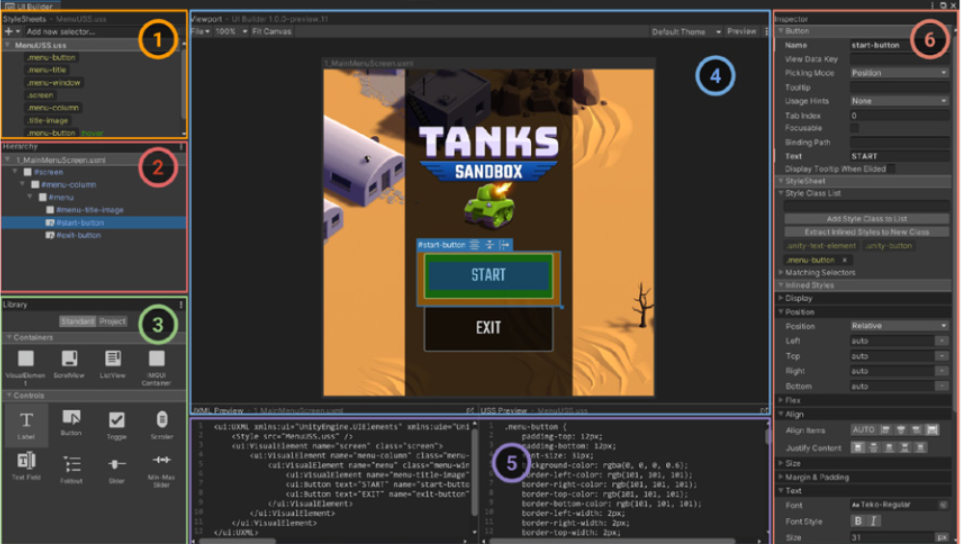 UI Builder
StyleSheets - MenuUSS.uss
Add new selector...
MenuUSS.uss
.menu-button
.menu-title
.menu-window
.screen
.menu-column
.title-image
.menu-button :hover
1
Hierarchy
1_MainMenuScreen.uxml
#screen
#menu-column
#menu
#menu-title-image
#start-button
#exit-button
2
Library
Standard Project
3
Containers
VisualElement
ScrollView
ListView
IMGUI Container
Controls
Label
Button
Toggle
Scroller
Text Field
Foldout
Slider
Min-Max Slider
Viewport - UI Builder 1.0.0-preview.11
File 100% Fit Canvas
Default Theme Preview
4
1_MainMenuScreen.uxml
TANKS
SANDBOX
#start-button
START
EXIT
UXML Preview - 1_MainMenuScreen.uxml
1 <ui:UXML xmlns:ui="UnityEngine.UIElements" xmlns:ue="Uni
2 <Style src="MenuUSS.uss" />
3 <ui:VisualElement name="screen" class="screen">
4 <ui:VisualElement name="menu-column" class="menu-
5 <ui:VisualElement name="menu" class="menu-win
6 <ui:VisualElement name="menu-title-image"
7 <ui:Button text="START" name="start-butto
8 <ui:Button text="EXIT" name="exit-button"
9 </ui:VisualElement>
10 </ui:VisualElement>
11 </ui:VisualElement>
12 </ui:UXML>
5
USS Preview - MenuUSS.uss
1 .menu-button {
2 padding-top: 12px;
3 padding-bottom: 12px;
4 font-size: 31px;
5 background-color: rgba(0, 0, 0, 0.6);
6 border-left-color: rgb(101, 101, 101);
7 border-right-color: rgb(101, 101, 101);
8 border-top-color: rgb(101, 101, 101);
9 border-bottom-color: rgb(101, 101, 101);
10 border-left-width: 2px;
11 border-right-width: 2px;
12 border-top-width: 2px;
Inspector
6
Button
Name start-button
View Data Key
Picking Mode Position
Tooltip
Usage Hints None
Tab Index 0
Focusable
Binding Path
Text START
Display Tooltip When Elided
StyleSheet
Style Class List
Add Style Class to List
Extract Inlined Styles to New Class
.unity-text-element .unity-button
.menu-button x
Matching Selectors
Inlined Styles
Display
Position
Position Relative
Left auto
Top auto
Right auto
Bottom auto
Flex
Align
Align Items AUTO
Justify Content
Size
Margin & Padding
Text
Font Aa Teko-Regular
Font Style B I
Size 31 px